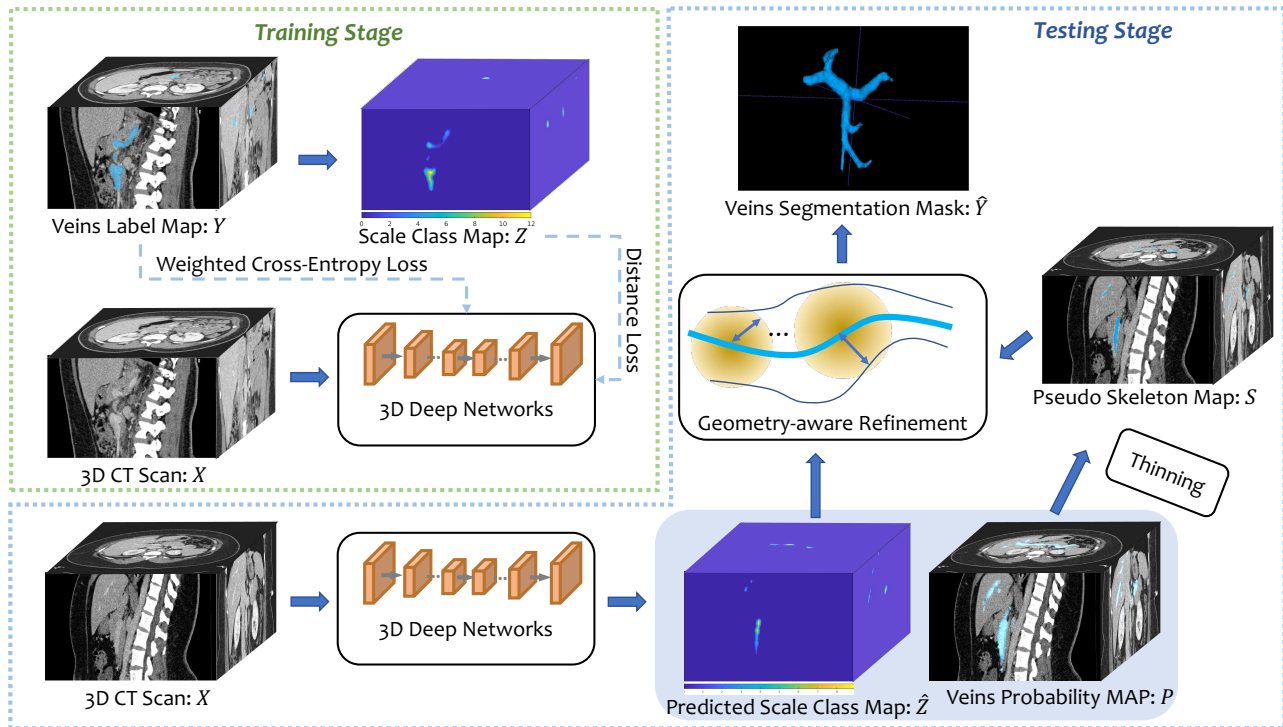 Training Stage
Testing Stage
Veins Label Map: Y
0 2 4 6 8 10 12
Scale Class Map: Z
Weighted Cross-Entropy Loss
Distance Loss
3D Deep Networks
3D CT Scan: X
Veins Segmentation Mask: Ŷ
...
Geometry-aware Refinement
Pseudo Skeleton Map: S
Thinning
3D CT Scan: X
3D Deep Networks
Predicted Scale Class Map: Ẑ
Veins Probability MAP: P